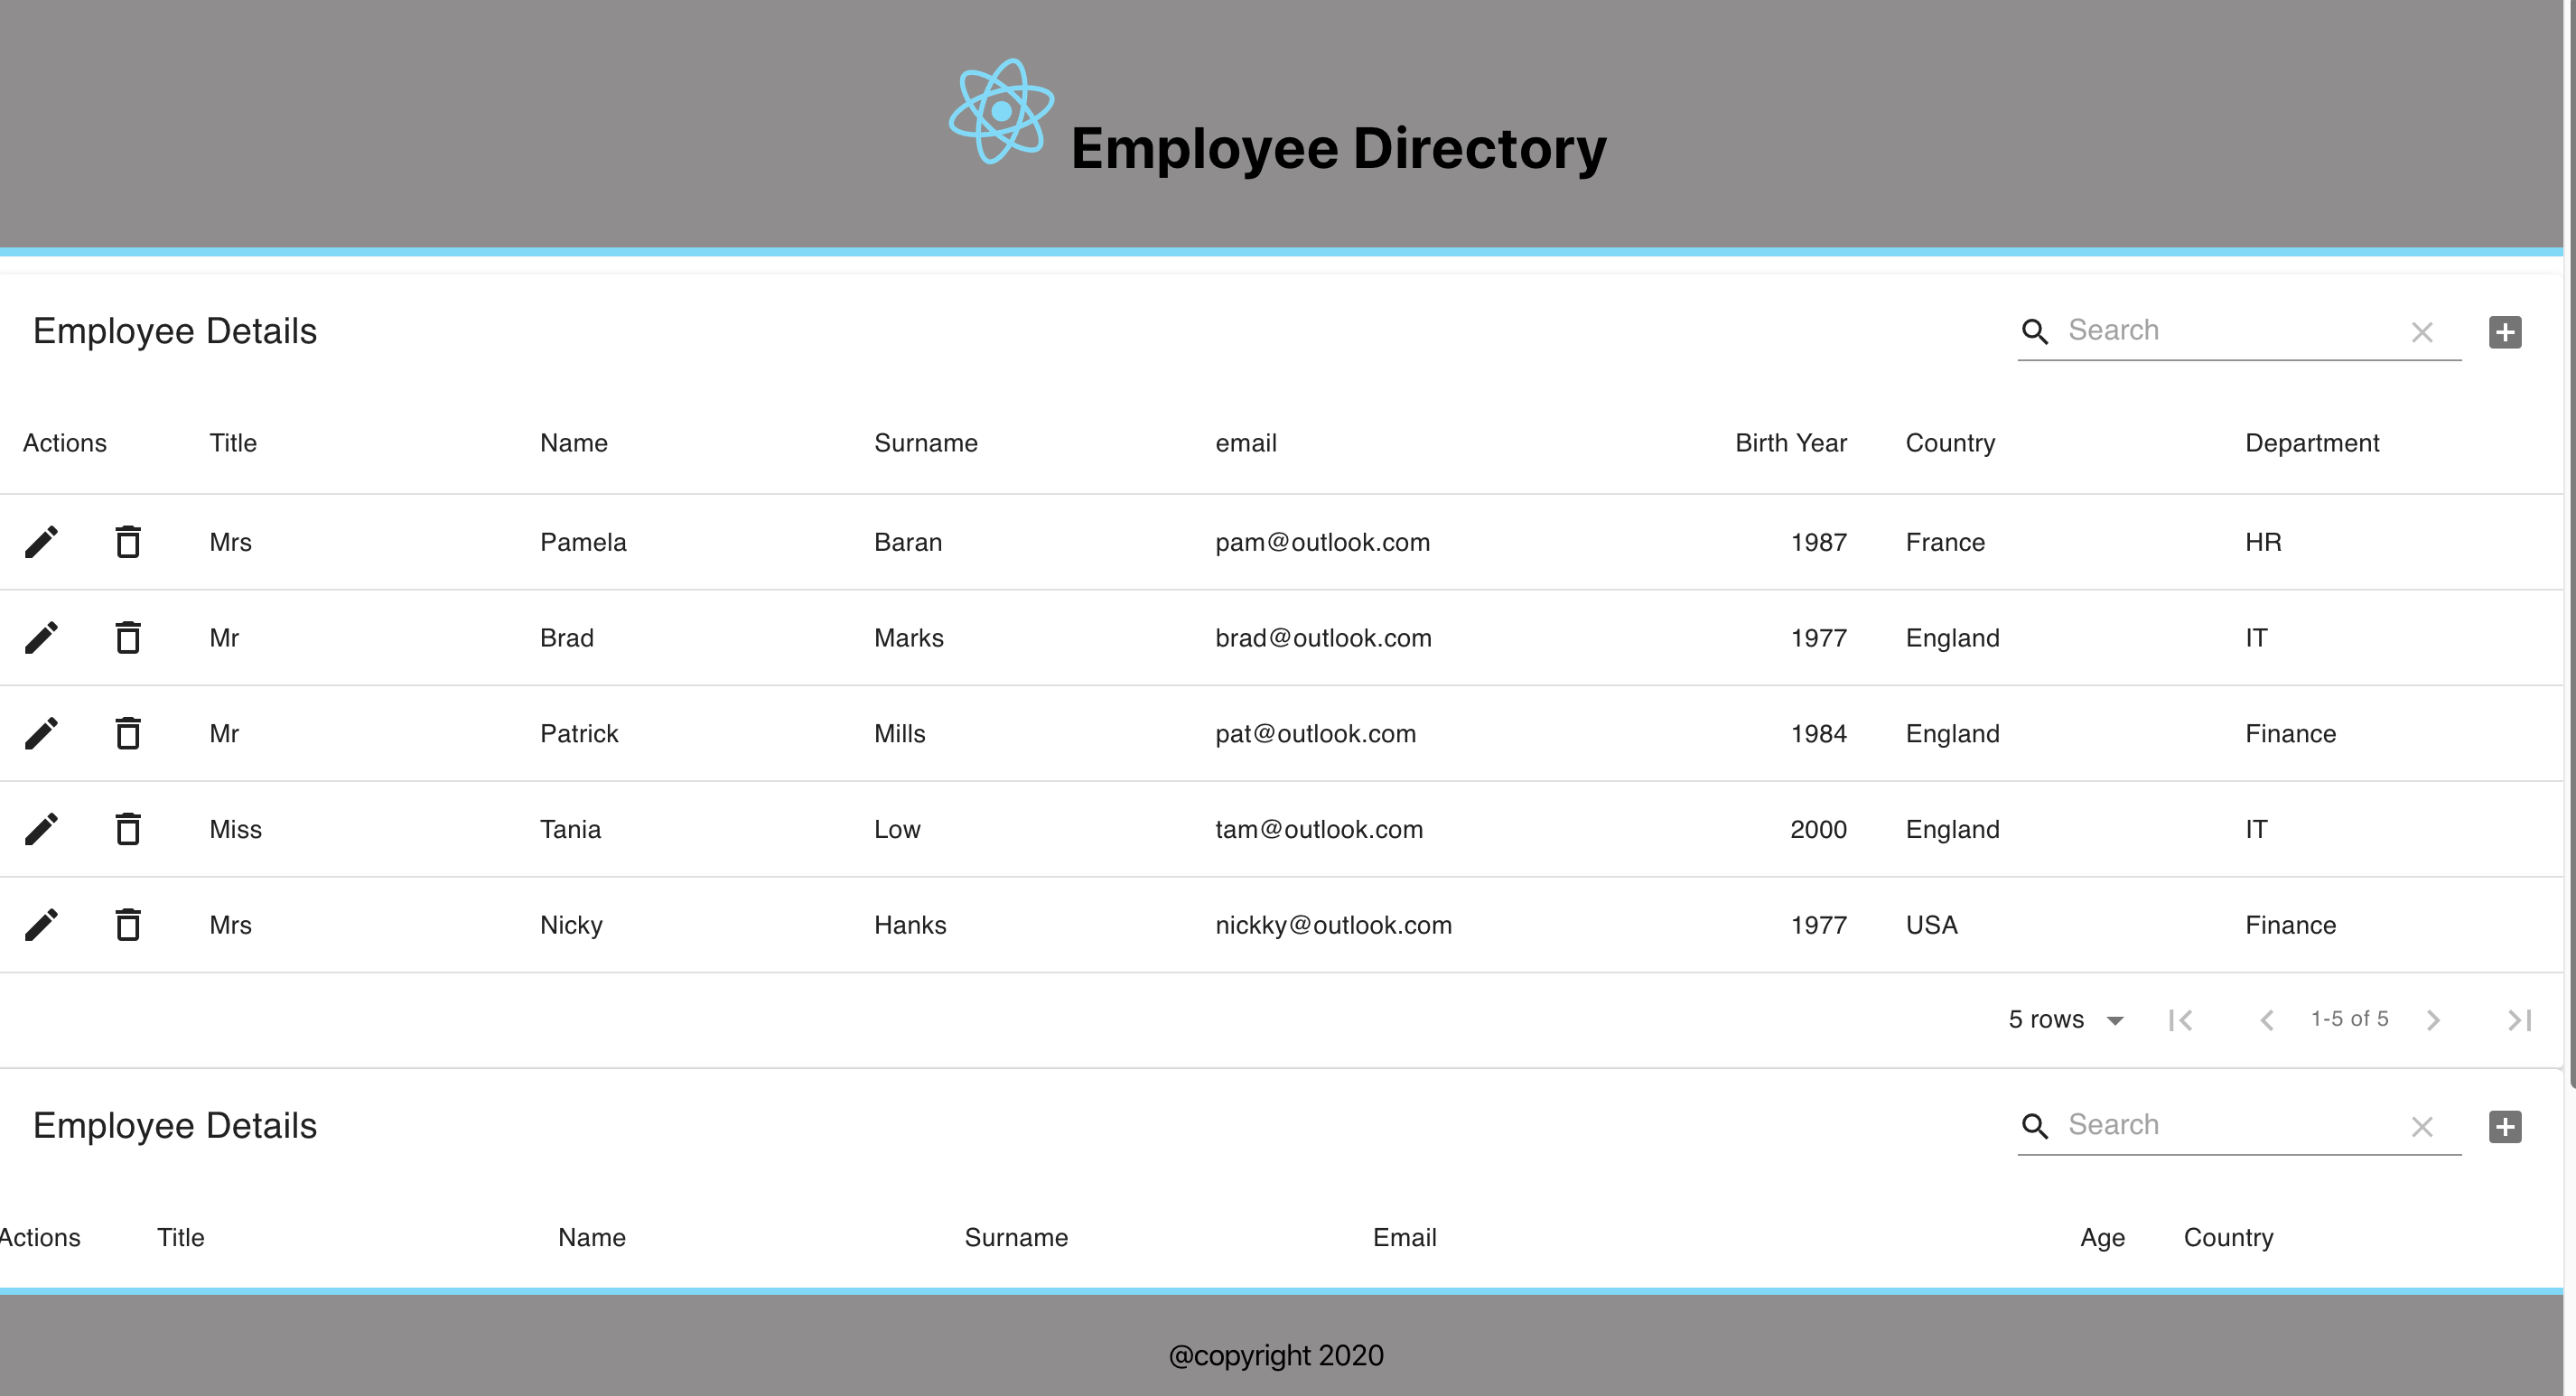 Employee Directory
Employee Details
Search
Actions Title Name Surname email Birth Year Country Department
Mrs Pamela Baran pam@outlook.com 1987 France HR
Mr Brad Marks brad@outlook.com 1977 England IT
Mr Patrick Mills pat@outlook.com 1984 England Finance
Miss Tania Low tam@outlook.com 2000 England IT
Mrs Nicky Hanks nickky@outlook.com 1977 USA Finance
5 rows 1-5 of 5
Employee Details
Search
Actions Title Name Surname Email Age Country
@copyright 2020